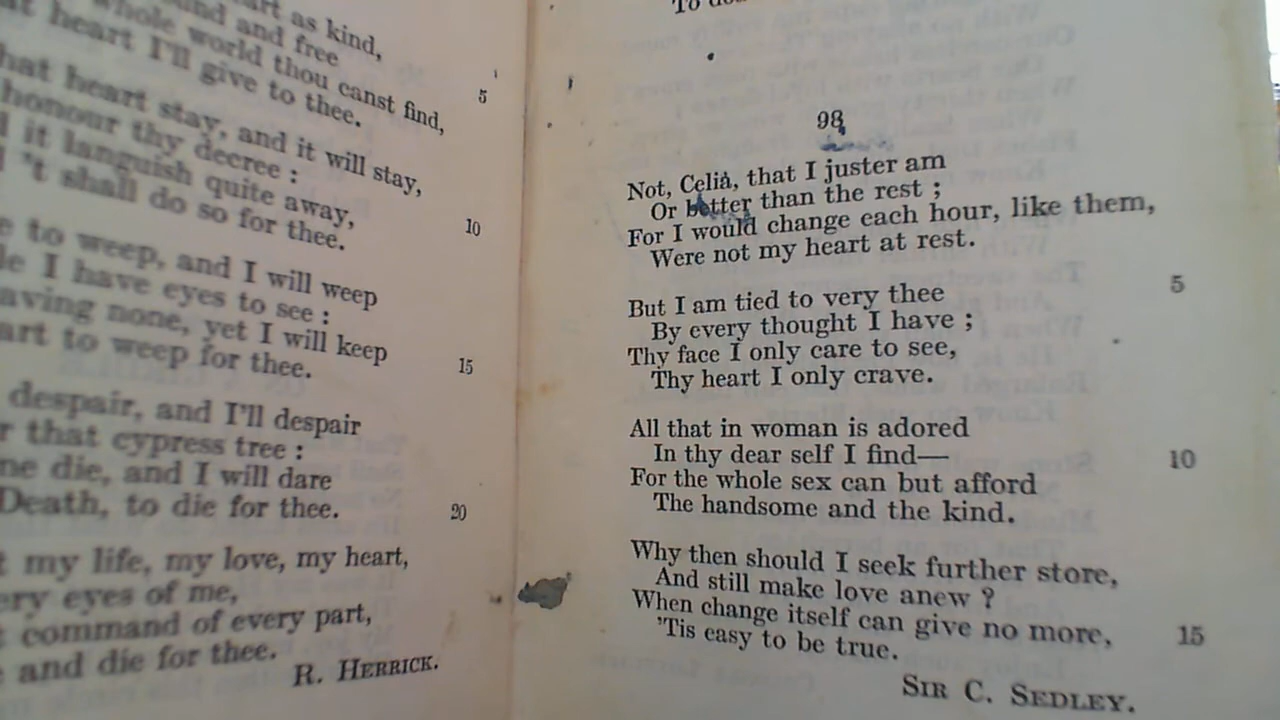 as kind,
and free
whole world thou canst find,
heart I'll give to thee. 5
heart stay, and it will stay,
honour thy decree :
it languish quite away,
't shall do so for thee. 10
to weep, and I will weep
I have eyes to see :
none, yet I will keep
to weep for thee. 15
despair, and I'll despair
that cypress tree :
die, and I will dare
Death, to die for thee. 20
my life, my love, my heart,
eyes of me,
command of every part,
and die for thee.
R. HERRICK.
To
98
Not, Celia, that I juster am
Or better than the rest ;
For I would change each hour, like them,
Were not my heart at rest.
But I am tied to very thee 5
By every thought I have ;
Thy face I only care to see,
Thy heart I only crave.
All that in woman is adored
In thy dear self I find— 10
For the whole sex can but afford
The handsome and the kind.
Why then should I seek further store,
And still make love anew ?
When change itself can give no more, 15
'Tis easy to be true.
SIR C. SEDLEY.